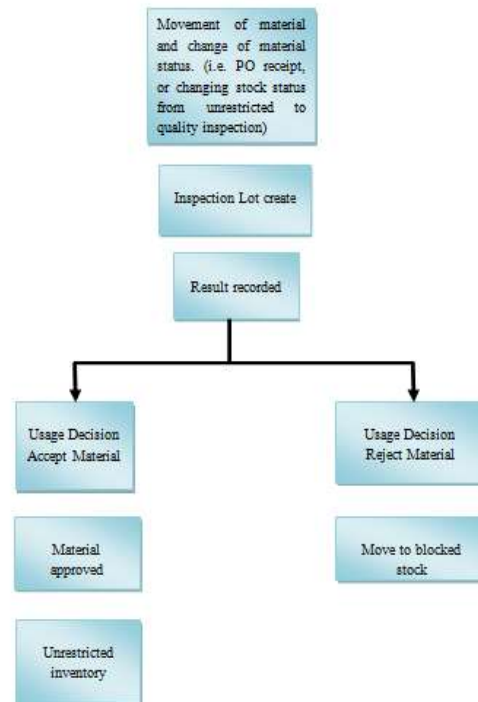 Movement of material
and change of material
status. (i.e. PO receipt,
or changing stock status
from unrestricted to
quality inspection)
Inspection Lot create
Result recorded
Usage Decision
Accept Material
Usage Decision
Reject Material
Material
approved
Move to blocked
stock
Unrestricted
inventory